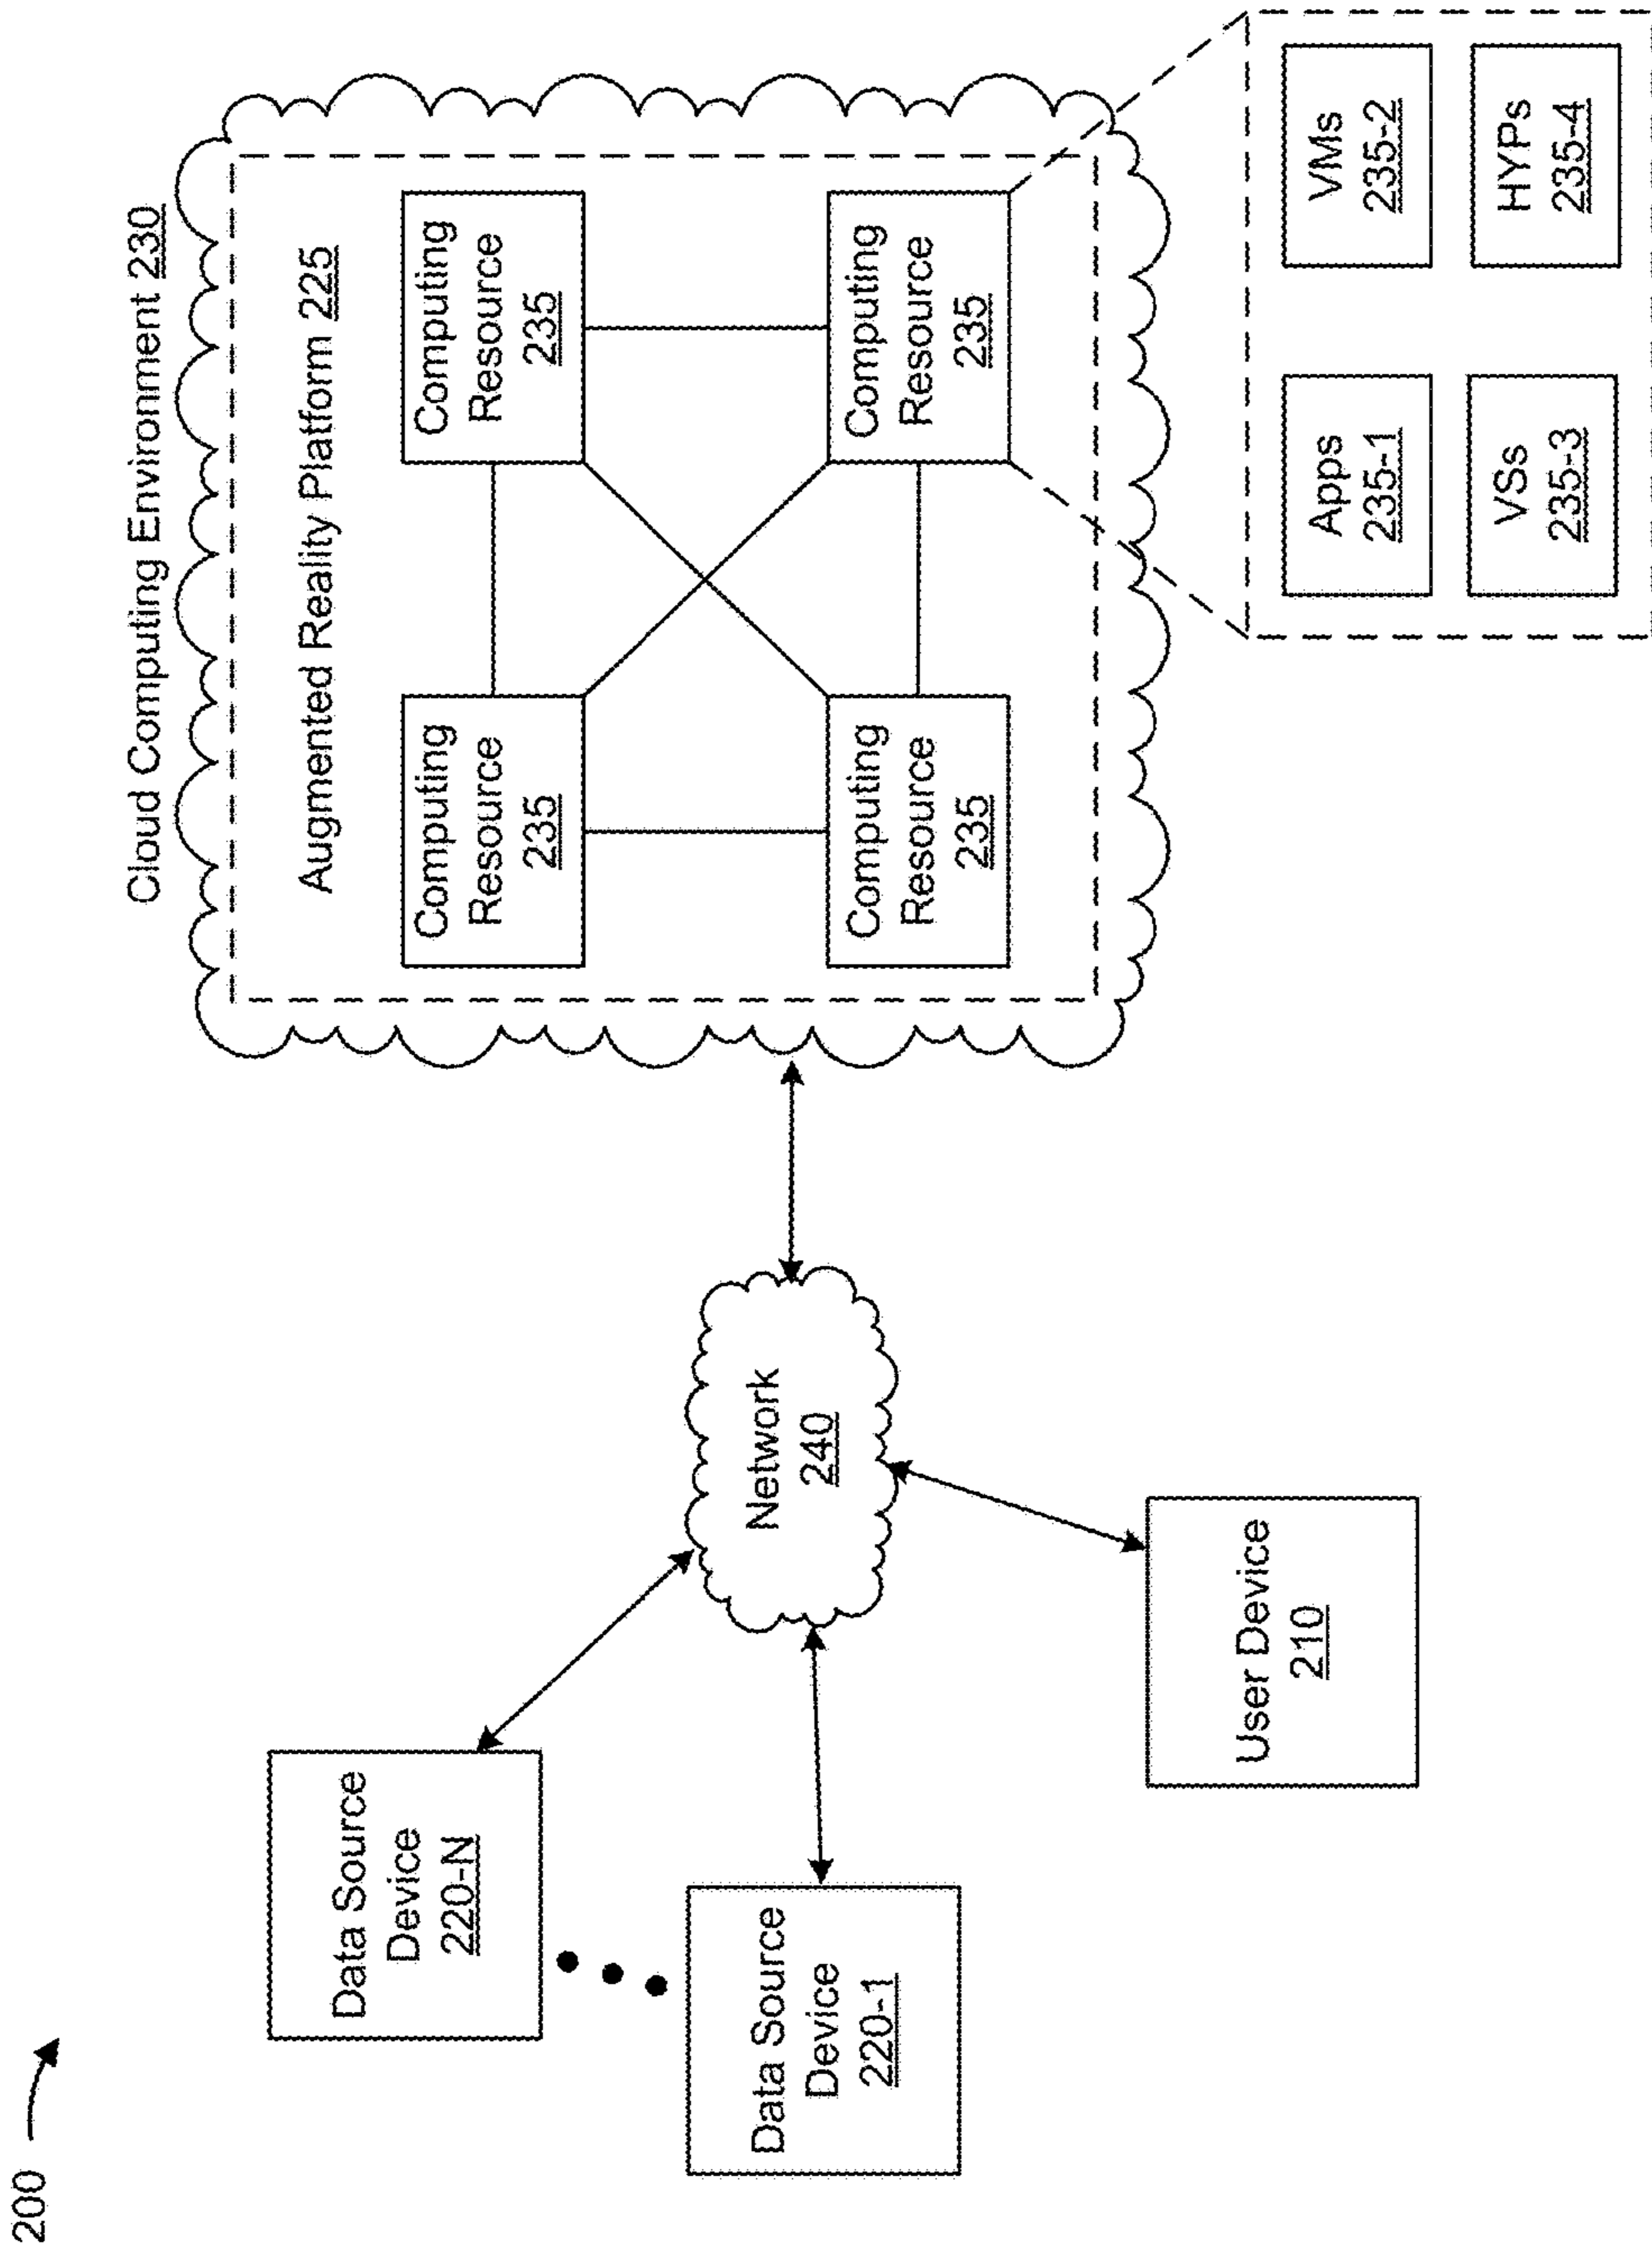 200
Cloud Computing Environment 230
Augmented Reality Platform 225
Computing
Resource
235
Computing
Resource
235
Computing
Resource
235
Computing
Resource
235
Data Source
Device
220-N
Data Source
Device
220-1
Network
240
User Device
210
Apps
235-1
VMs
235-2
VSs
235-3
HYPs
235-4